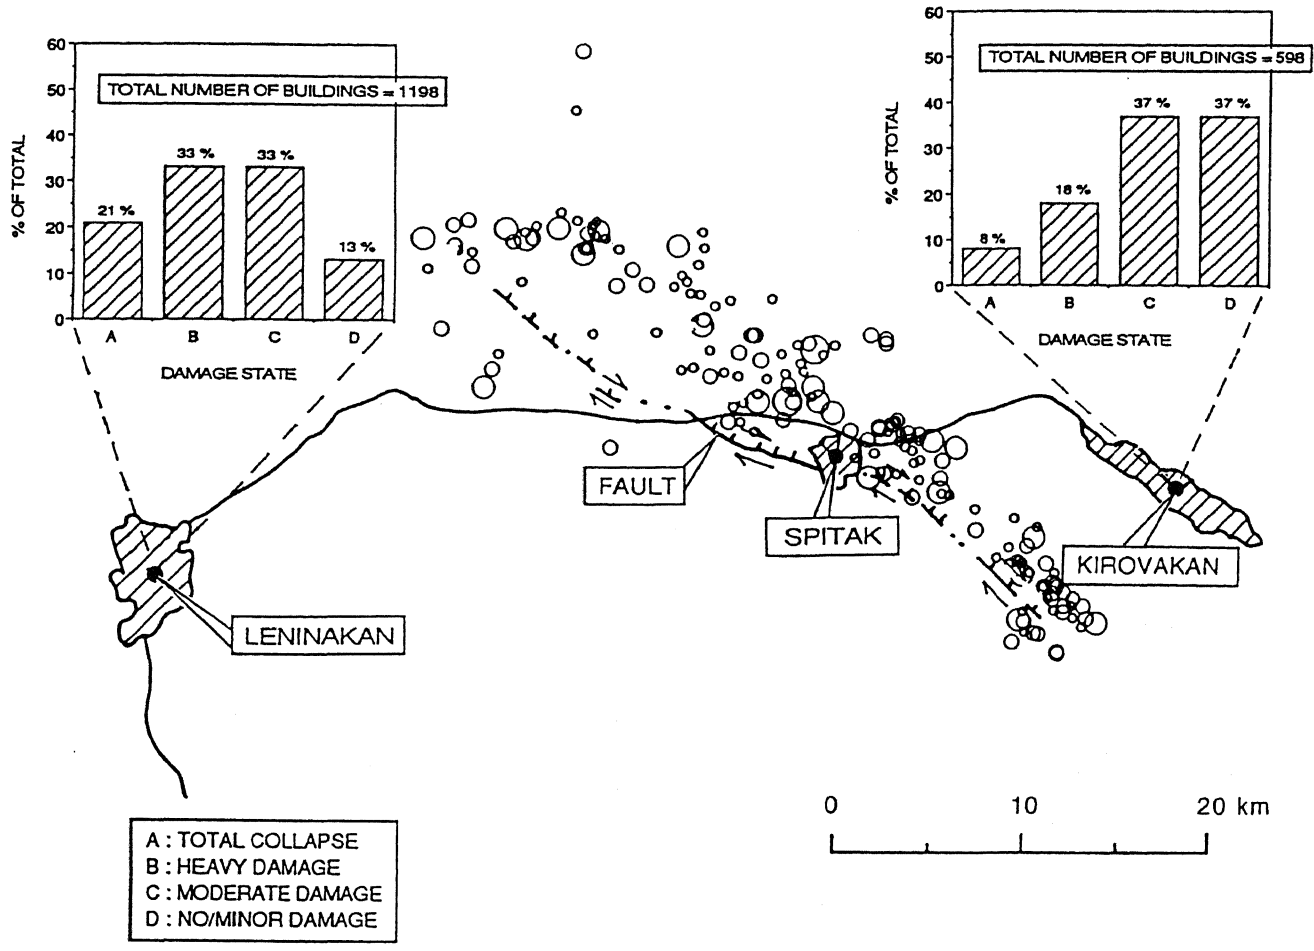 60
50
40
30
20
10
0
% OF TOTAL
TOTAL NUMBER OF BUILDINGS = 1198
21 %
33 %
33 %
13 %
A B C D
DAMAGE STATE
60
50
40
30
20
10
0
% OF TOTAL
TOTAL NUMBER OF BUILDINGS = 598
8 %
18 %
37 %
37 %
A B C D
DAMAGE STATE
FAULT
SPITAK
KIROVAKAN
LENINAKAN
0 10 20 km
A : TOTAL COLLAPSE
B : HEAVY DAMAGE
C : MODERATE DAMAGE
D : NO/MINOR DAMAGE